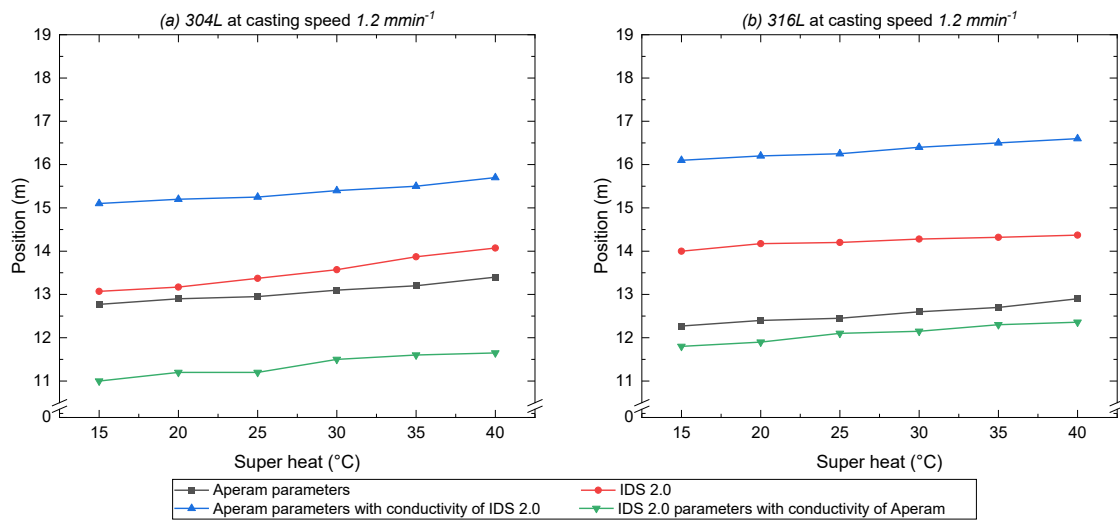 (a) 304L at casting speed 1.2 mmin-1
19
18
17
16
15
14
13
12
11
0
Position (m)
15 20 25 30 35 40
Super heat (°C)
(b) 316L at casting speed 1.2 mmin-1
19
18
17
16
15
14
13
12
11
0
Position (m)
15 20 25 30 35 40
Super heat (°C)
Aperam parameters IDS 2.0
Aperam parameters with conductivity of IDS 2.0 IDS 2.0 parameters with conductivity of Aperam